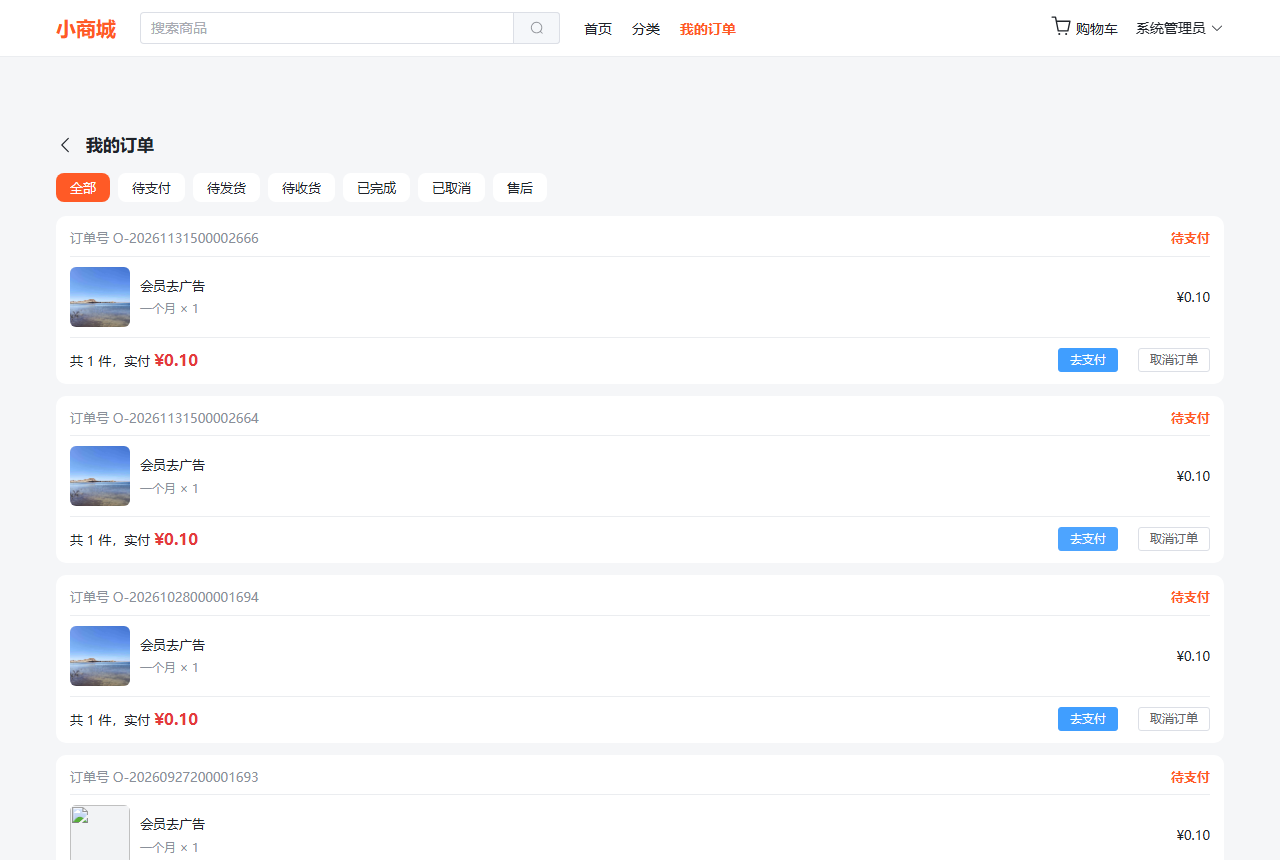 小商城 搜索商品 首页 分类 我的订单 购物车 系统管理员
我的订单
全部 待支付 待发货 待收货 已完成 已取消 售后
订单号 O-20261131500002666 待支付
会员去广告
一个月 × 1
¥0.10
共 1 件，实付 ¥0.10 去支付 取消订单
订单号 O-20261131500002664 待支付
会员去广告
一个月 × 1
¥0.10
共 1 件，实付 ¥0.10 去支付 取消订单
订单号 O-20261028000001694 待支付
会员去广告
一个月 × 1
¥0.10
共 1 件，实付 ¥0.10 去支付 取消订单
订单号 O-20260927200001693 待支付
会员去广告
一个月 × 1
¥0.10